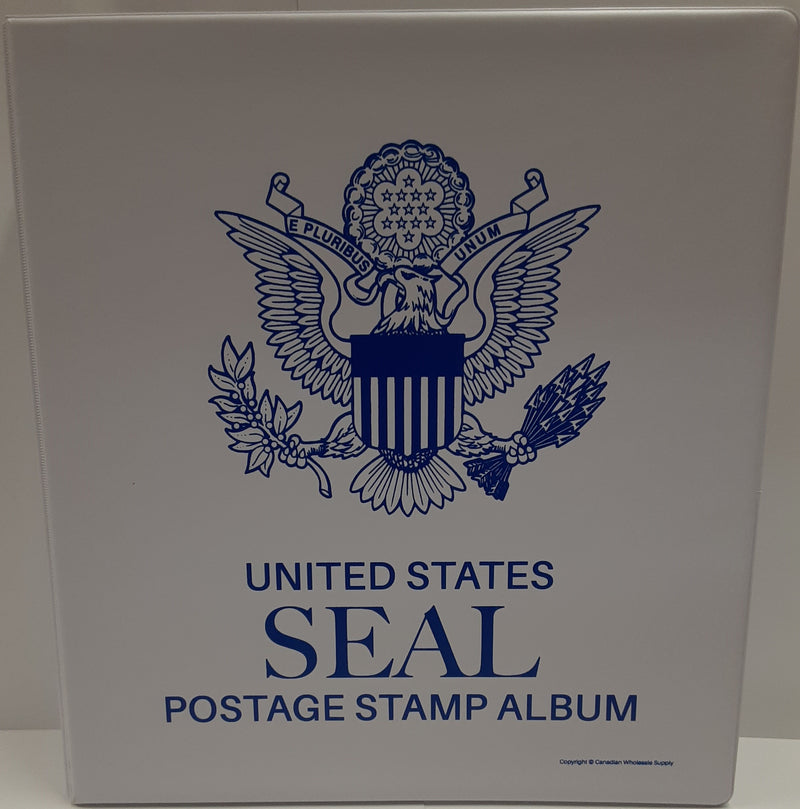 E PLURIBUS UNUM
UNITED STATES
SEAL
POSTAGE STAMP ALBUM
Copyright © Canadian Wholesale Supply